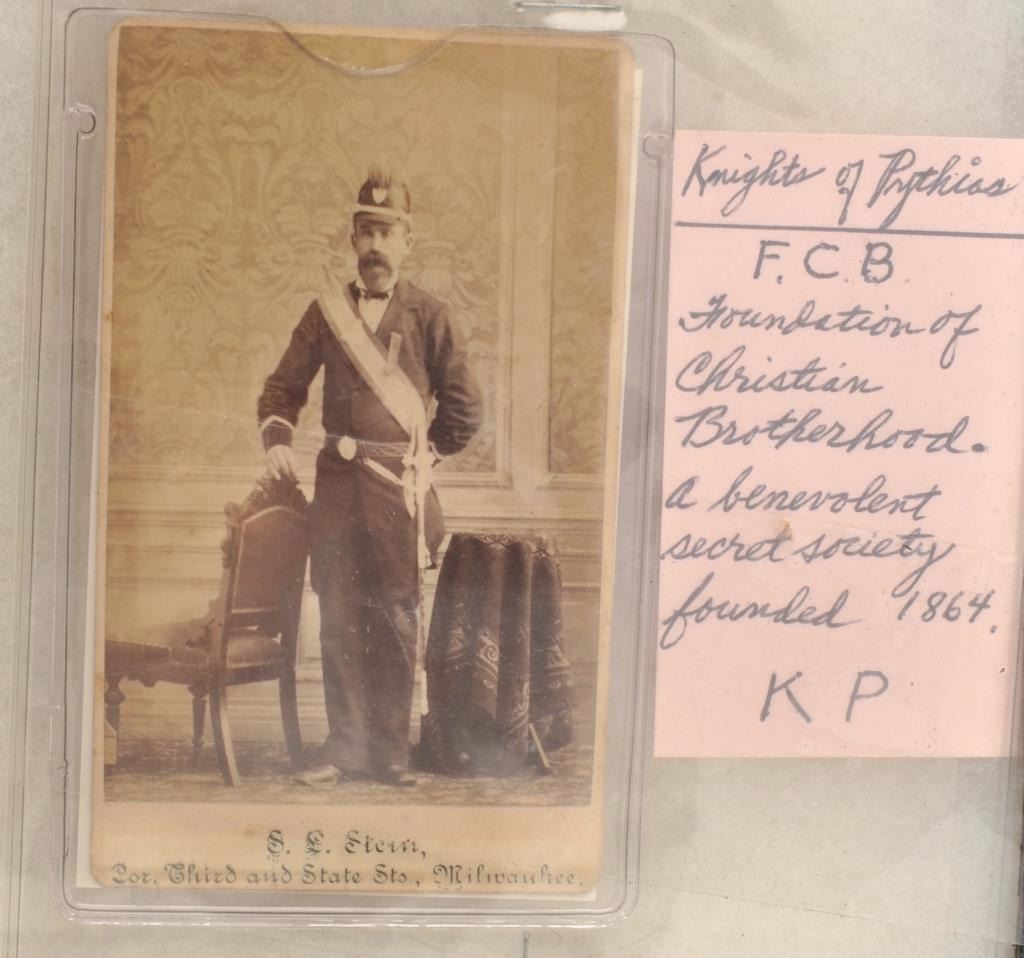 S. L. Stein,
Cor. Third and State Sts., Milwaukee.
Knights of Pythias
F.C.B
Foundation of
Christian
Brotherhood.
a benevolent
secret society
founded 1864.
K P